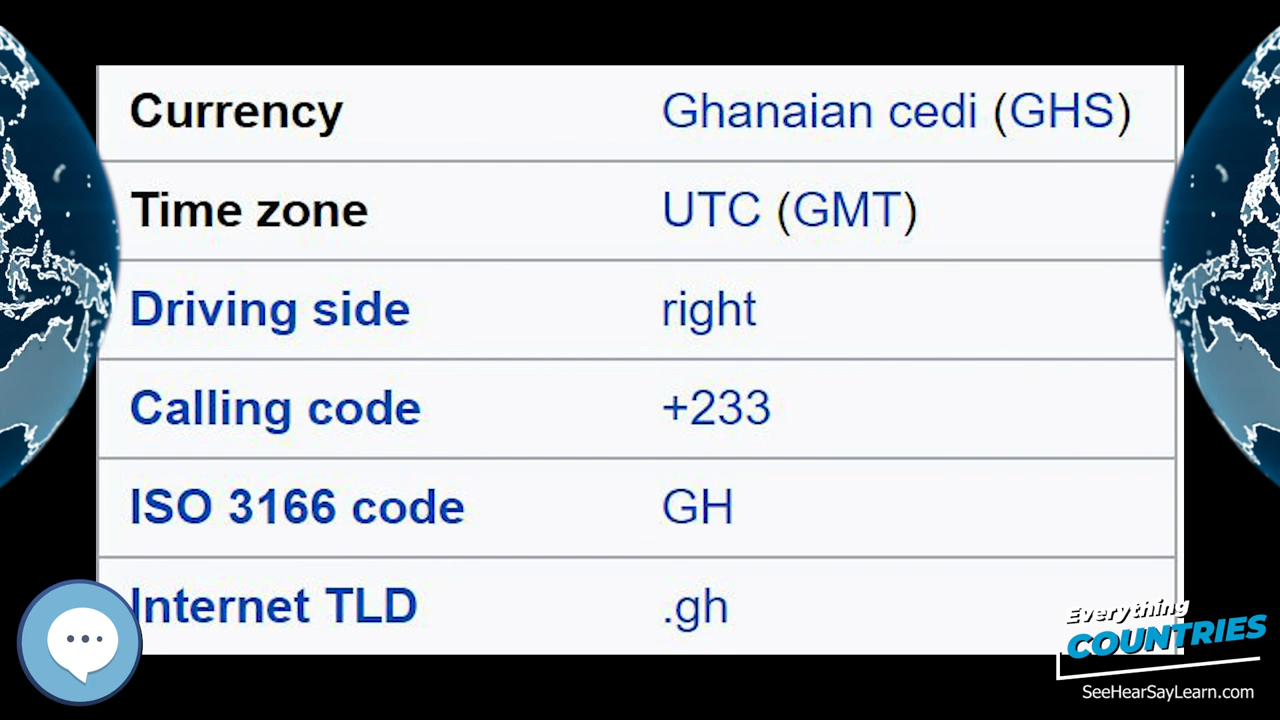 Currency Ghanaian cedi (GHS)
Time zone UTC (GMT)
Driving side right
Calling code +233
ISO 3166 code GH
Internet TLD .gh
Everything
COUNTRIES
SeeHearSayLearn.com